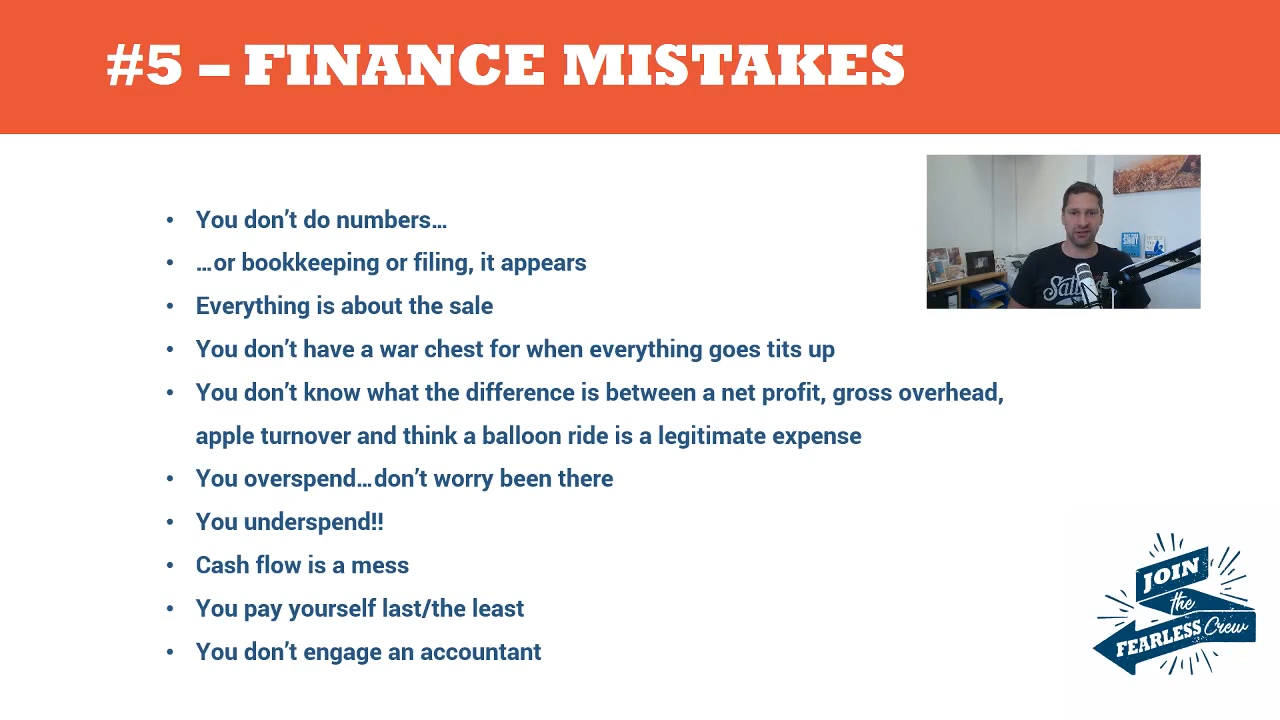 #5 – FINANCE MISTAKES
• You don’t do numbers…
• …or bookkeeping or filing, it appears
• Everything is about the sale
• You don’t have a war chest for when everything goes tits up
• You don’t know what the difference is between a net profit, gross overhead,
apple turnover and think a balloon ride is a legitimate expense
• You overspend…don’t worry been there
• You underspend!!
• Cash flow is a mess
• You pay yourself last/the least
• You don’t engage an accountant
JOIN
the
FEARLESS Crew